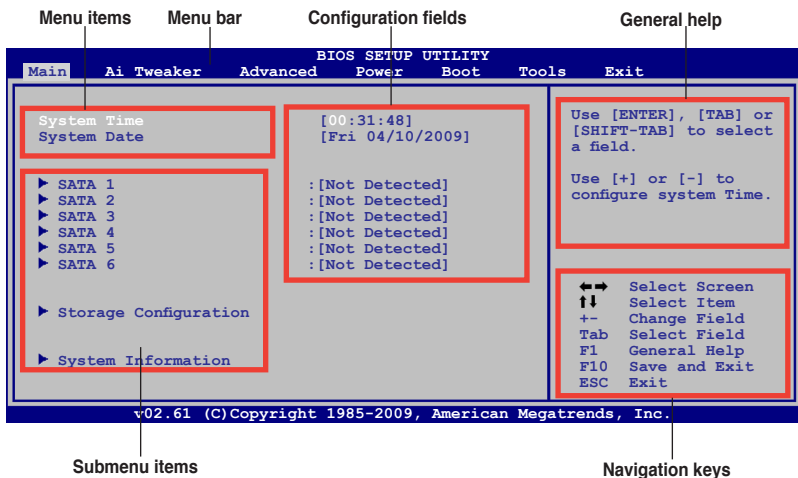 Menu items Menu bar Configuration fields General help
BIOS SETUP UTILITY
Main Ai Tweaker Advanced Power Boot Tools Exit
System Time [00:31:48]
System Date [Fri 04/10/2009]
SATA 1 :[Not Detected]
SATA 2 :[Not Detected]
SATA 3 :[Not Detected]
SATA 4 :[Not Detected]
SATA 5 :[Not Detected]
SATA 6 :[Not Detected]
Storage Configuration
System Information
Use [ENTER], [TAB] or
[SHIFT-TAB] to select
a field.
Use [+] or [-] to
configure system Time.
Select Screen
Select Item
+- Change Field
Tab Select Field
F1 General Help
F10 Save and Exit
ESC Exit
v02.61 (C)Copyright 1985-2009, American Megatrends, Inc.
Submenu items Navigation keys